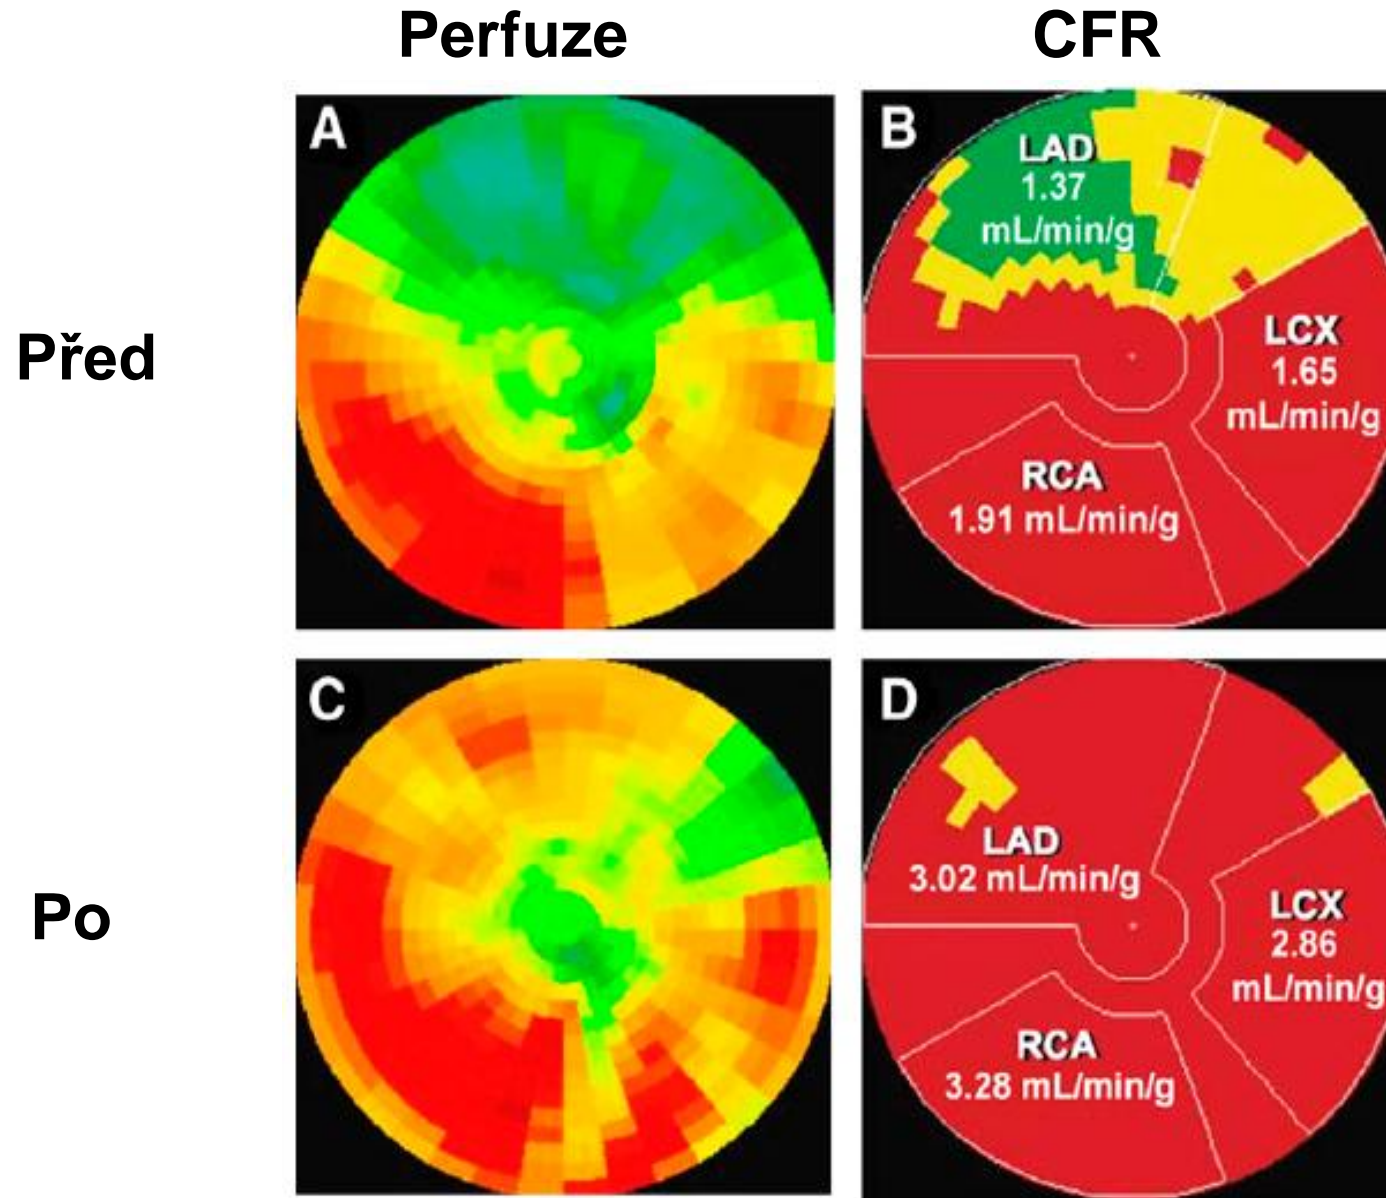 Perfuze
CFR
A
B
LAD
1.37
mL/min/g
Před
LCX
1.65
mL/min/g
RCA
1.91 mL/min/g
C
D
LAD
3.02 mL/min/g
Po
LCX
2.86
mL/min/g
RCA
3.28 mL/min/g